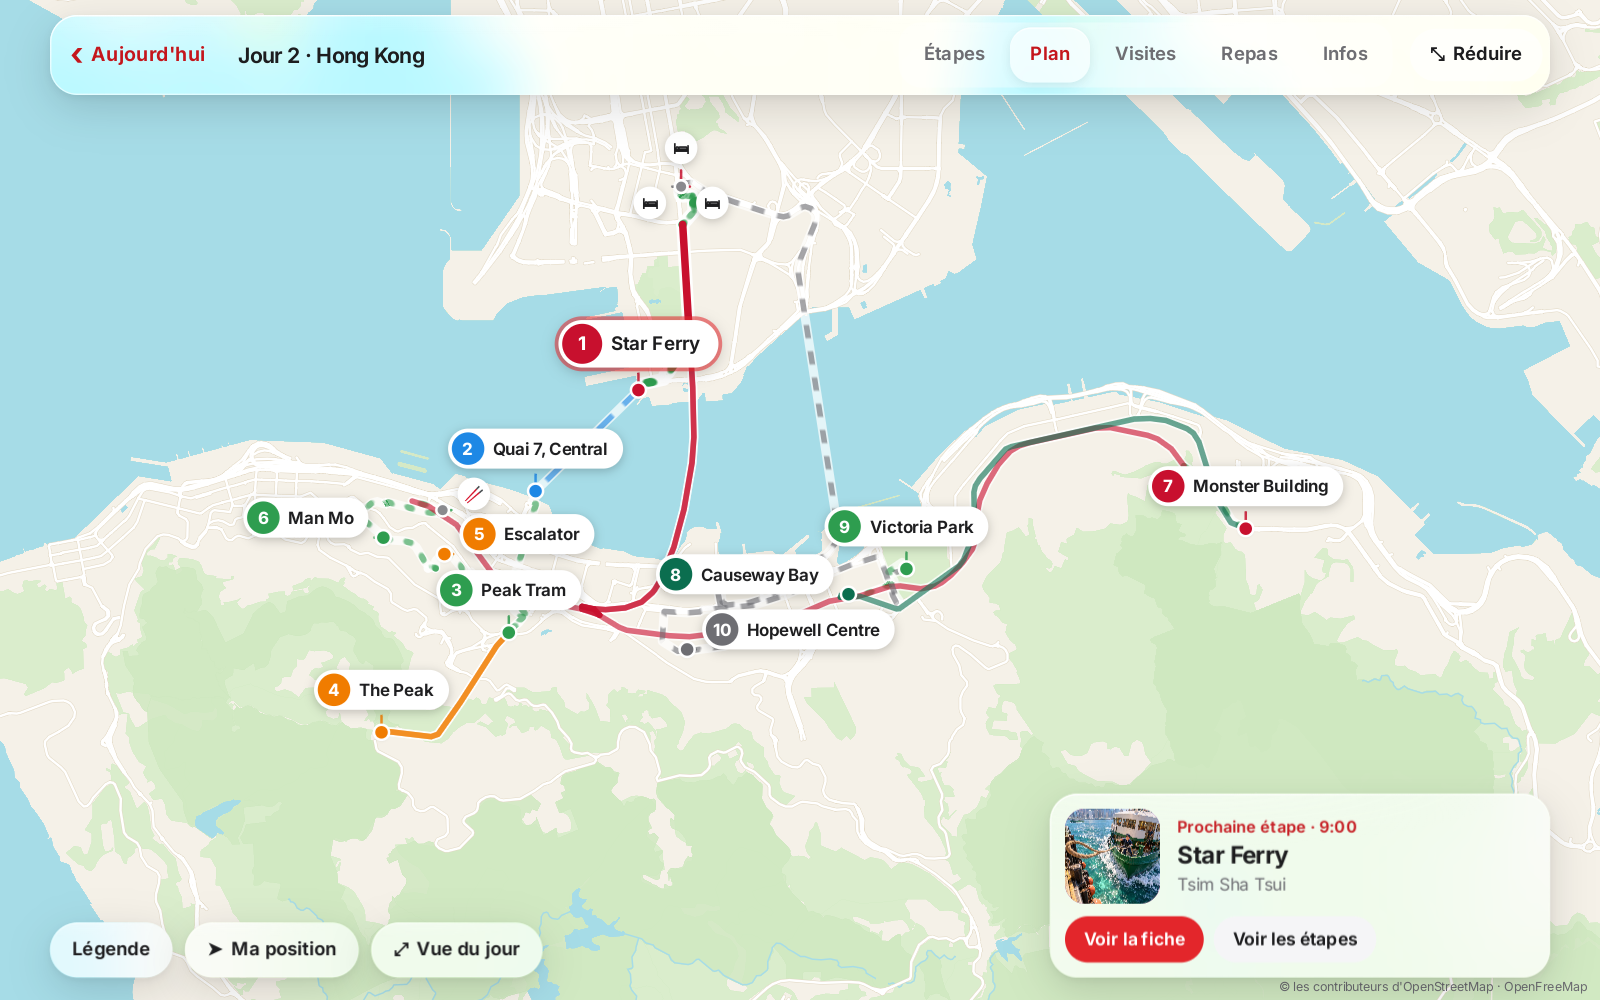 Aujourd'hui
Jour 2 · Hong Kong
Étapes
Plan
Visites
Repas
Infos
Réduire
1 Star Ferry
2 Quai 7, Central
6 Man Mo
5 Escalator
3 Peak Tram
4 The Peak
7 Monster Building
9 Victoria Park
8 Causeway Bay
10 Hopewell Centre
Prochaine étape · 9:00
Star Ferry
Tsim Sha Tsui
Voir la fiche
Voir les étapes
Légende
Ma position
Vue du jour
© les contributeurs d'OpenStreetMap · OpenFreeMap